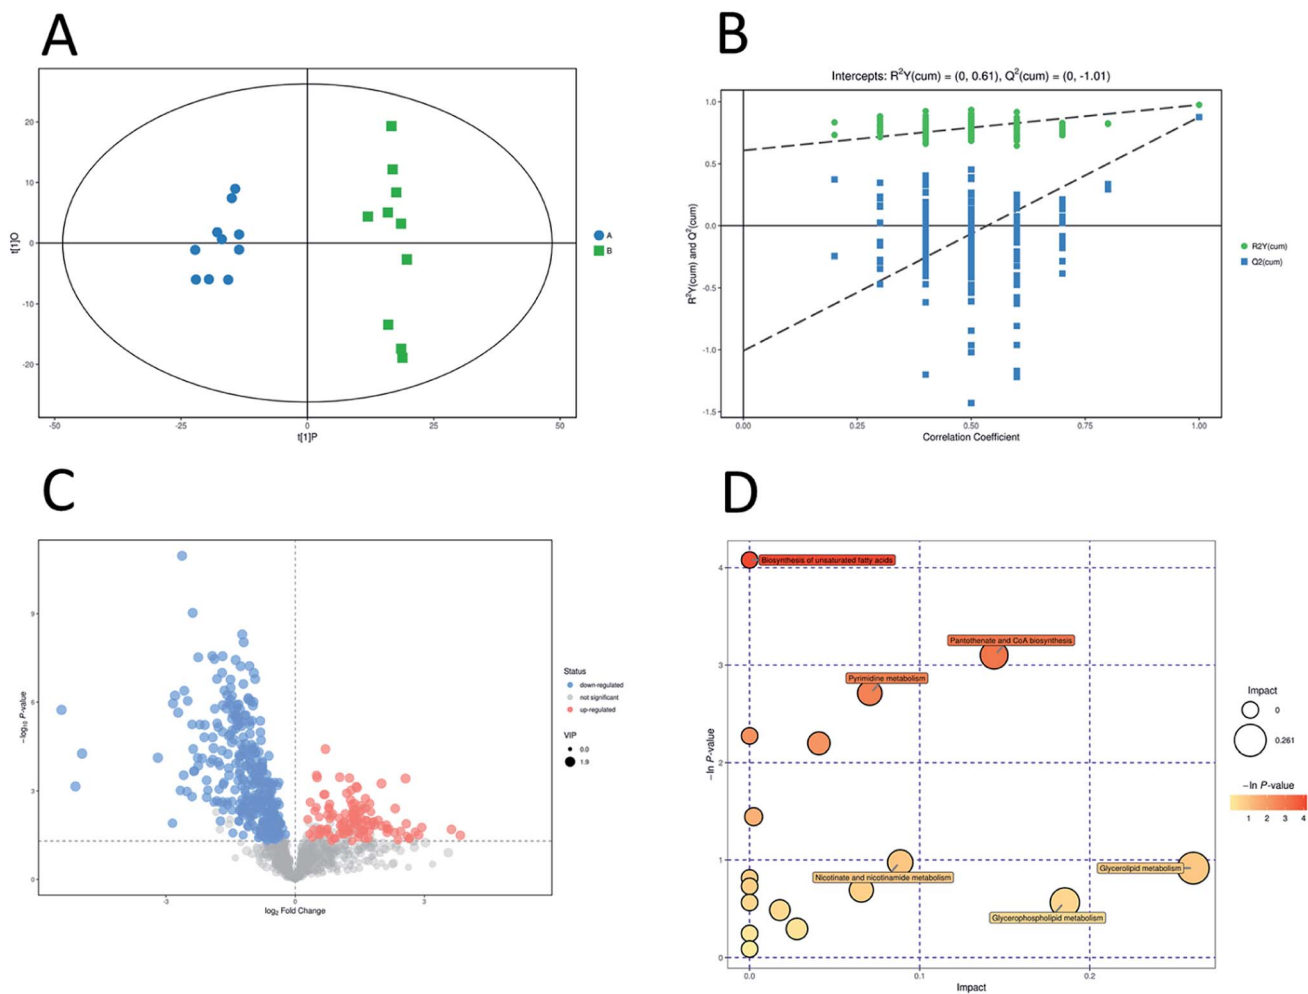 A
20
10
0
-10
-20
t[1]O
-50
-25
0
25
50
t[1]P
A
B
B
Intercepts: R²Y(cum) = (0, 0.61), Q²(cum) = (0, -1.01)
1.0
0.5
0.0
-0.5
-1.0
-1.5
R²Y(cum) and Q²(cum)
0.00
0.25
0.50
0.75
1.00
Correlation Coefficient
R2Y(cum)
Q2(cum)
C
9
6
3
0
−log₁₀ P-value
-3
0
3
log₂ Fold Change
Status
down-regulated
not significant
up-regulated
VIP
0.0
1.9
D
Biosynthesis of unsaturated fatty acids
Pantothenate and CoA biosynthesis
Pyrimidine metabolism
Nicotinate and nicotinamide metabolism
Glycerolipid metabolism
Glycerophospholipid metabolism
4
3
2
1
0
−ln P-value
0.0
0.1
0.2
Impact
Impact
0
0.261
−ln P-value
1 2 3 4